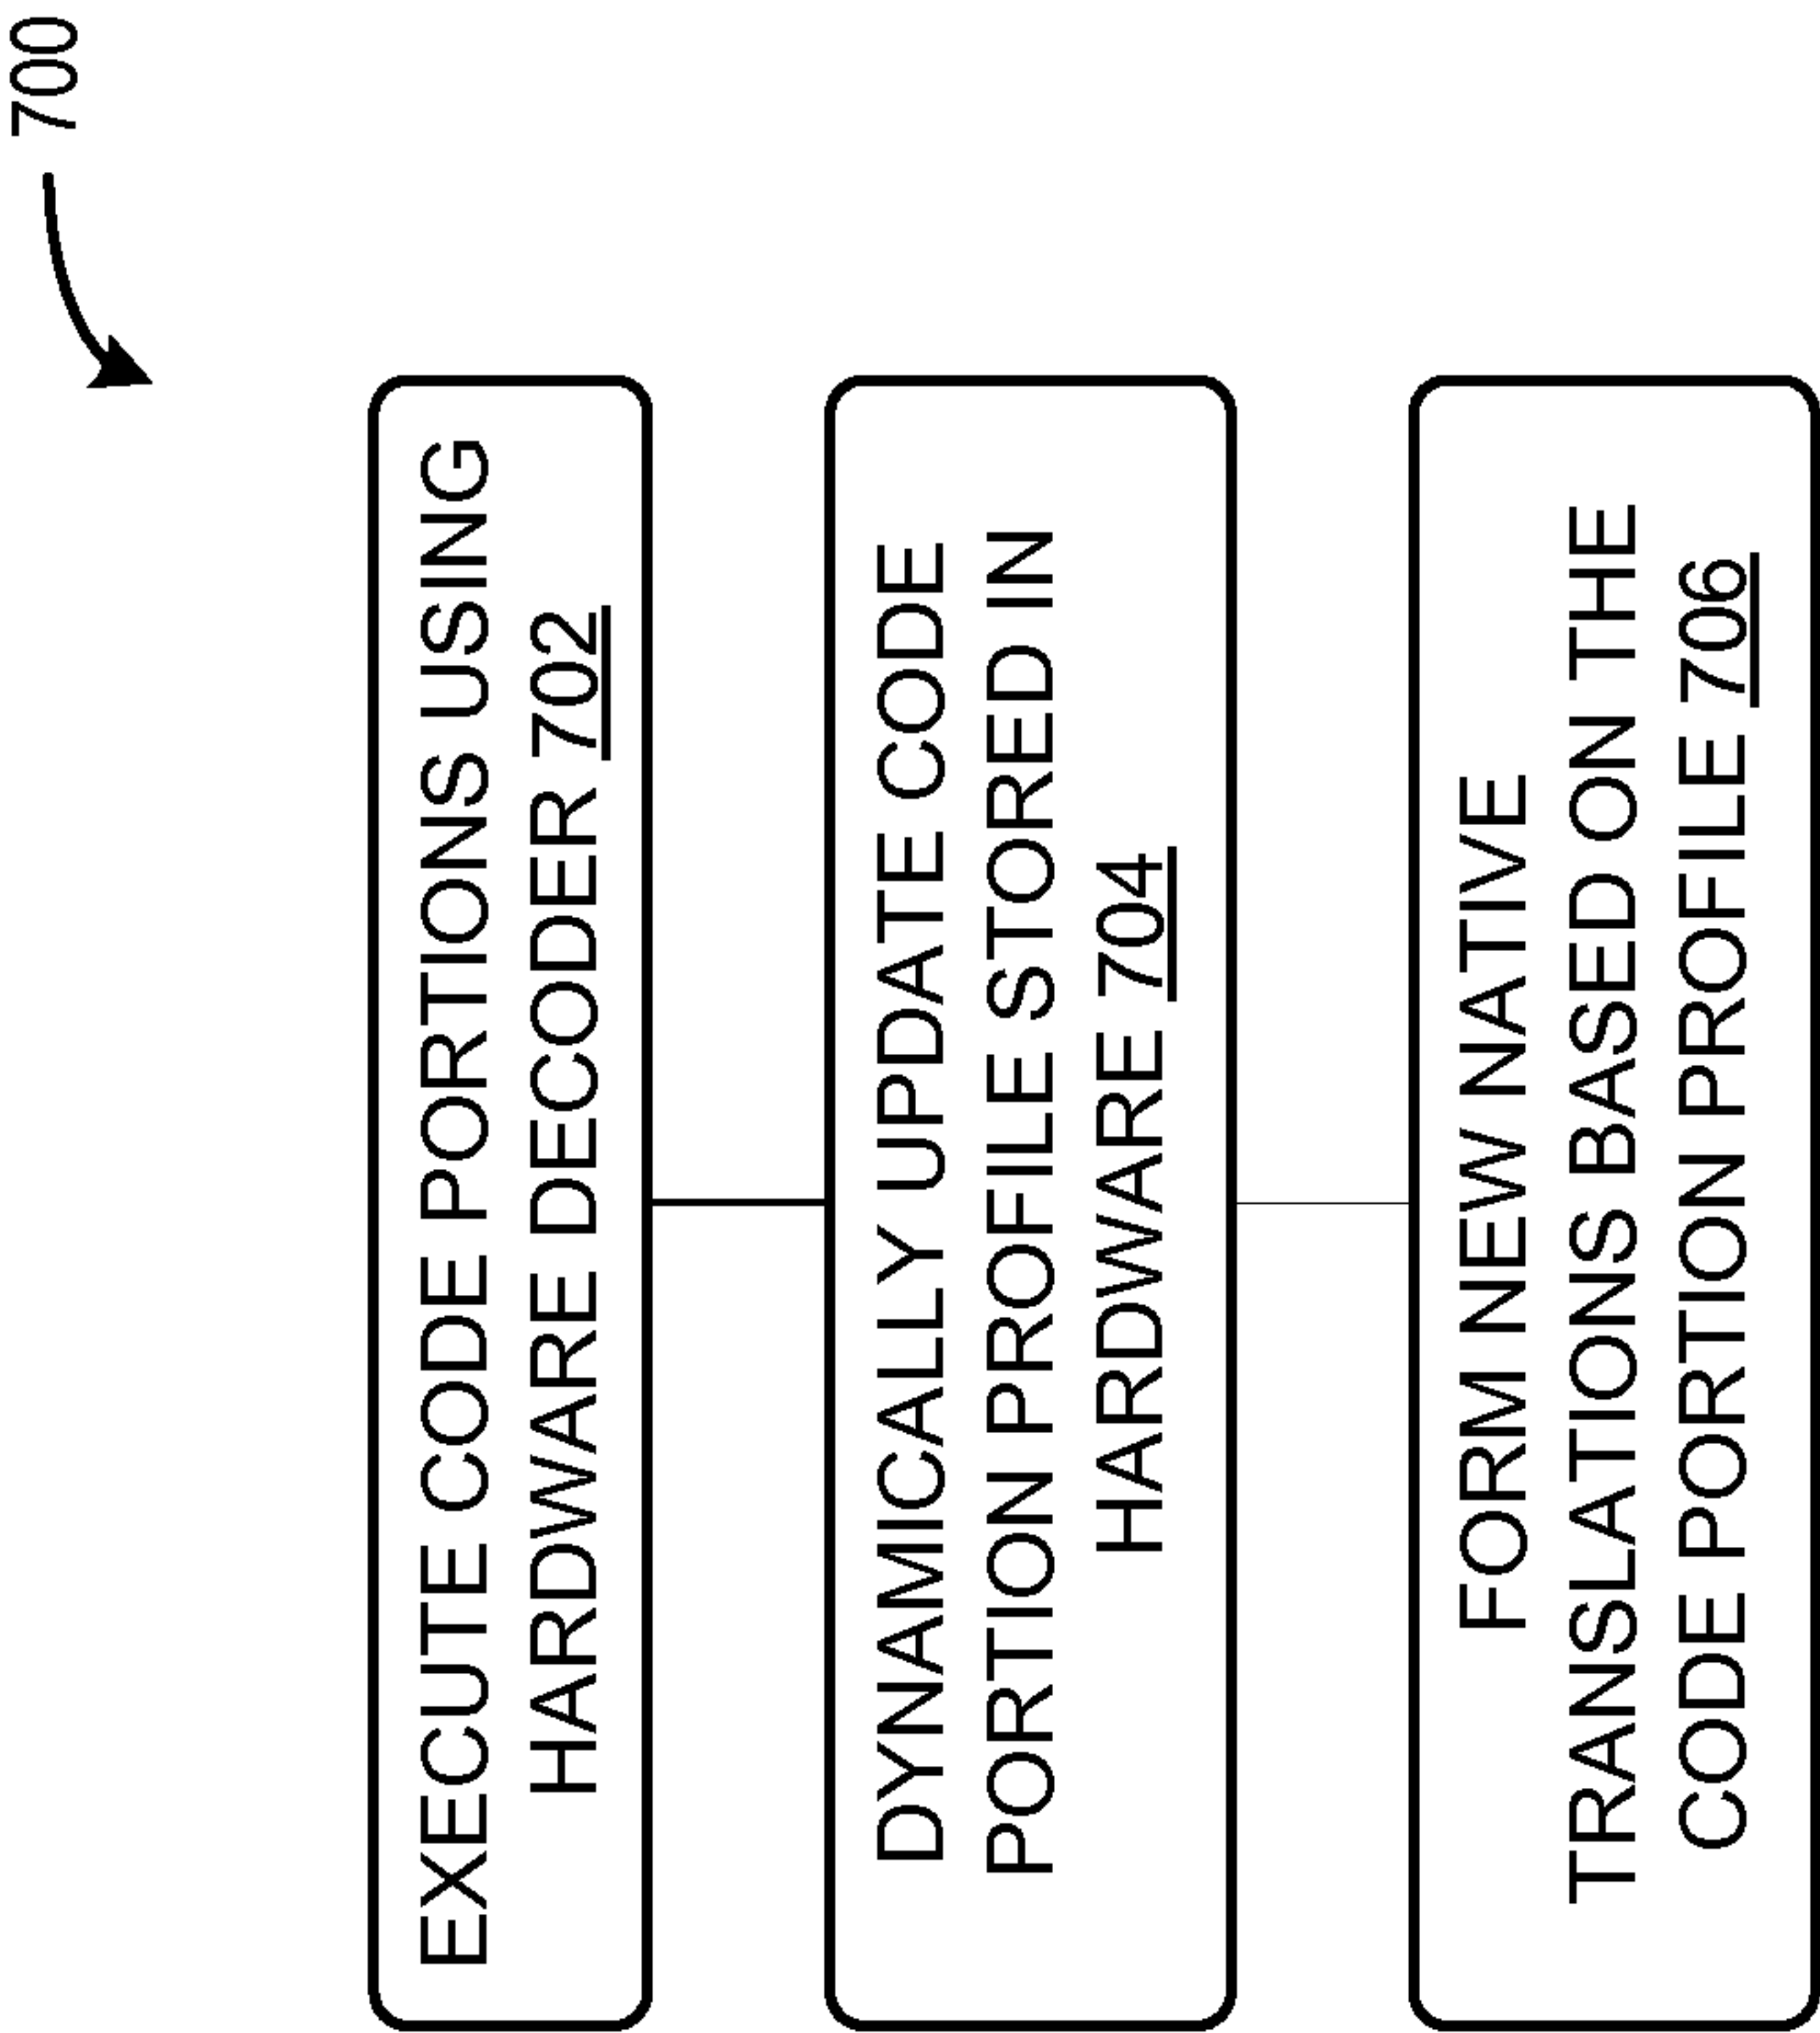 700
EXECUTE CODE PORTIONS USING
HARDWARE DECODER 702
DYNAMICALLY UPDATE CODE
PORTION PROFILE STORED IN
HARDWARE 704
FORM NEW NATIVE
TRANSLATIONS BASED ON THE
CODE PORTION PROFILE 706